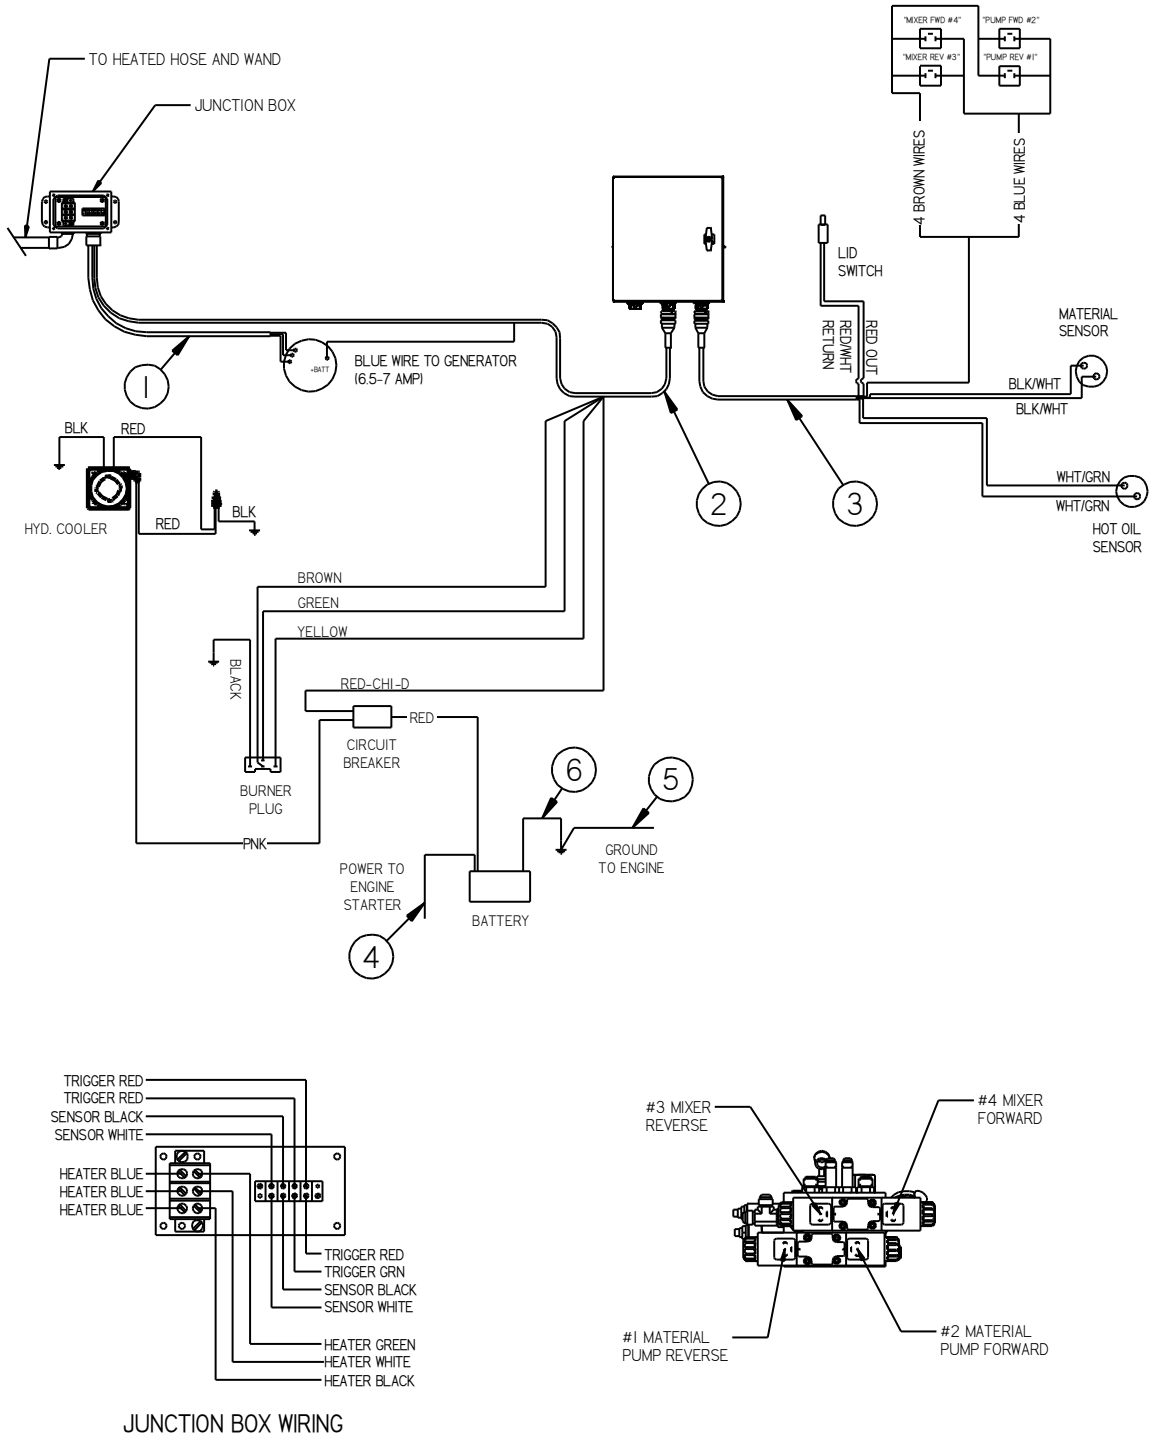 TO HEATED HOSE AND WAND
JUNCTION BOX
"MIXER FWD #4"
"PUMP FWD #2"
"MIXER REV #3"
"PUMP REV #1"
4 BROWN WIRES
4 BLUE WIRES
LID
SWITCH
RED OUT
RED/WHT
RETURN
MATERIAL
SENSOR
BLK/WHT
BLK/WHT
WHT/GRN
WHT/GRN
HOT OIL
SENSOR
+BATT
BLUE WIRE TO GENERATOR
(6.5-7 AMP)
1
2
3
BLK
RED
RED
BLK
HYD. COOLER
BROWN
GREEN
YELLOW
BLACK
RED-CH1-D
RED
CIRCUIT
BREAKER
BURNER
PLUG
PNK
6
5
GROUND
TO ENGINE
POWER TO
ENGINE
STARTER
BATTERY
4
TRIGGER RED
TRIGGER RED
SENSOR BLACK
SENSOR WHITE
HEATER BLUE
HEATER BLUE
HEATER BLUE
TRIGGER RED
TRIGGER GRN
SENSOR BLACK
SENSOR WHITE
HEATER GREEN
HEATER WHITE
HEATER BLACK
JUNCTION BOX WIRING
#3 MIXER
REVERSE
#4 MIXER
FORWARD
#1 MATERIAL
PUMP REVERSE
#2 MATERIAL
PUMP FORWARD